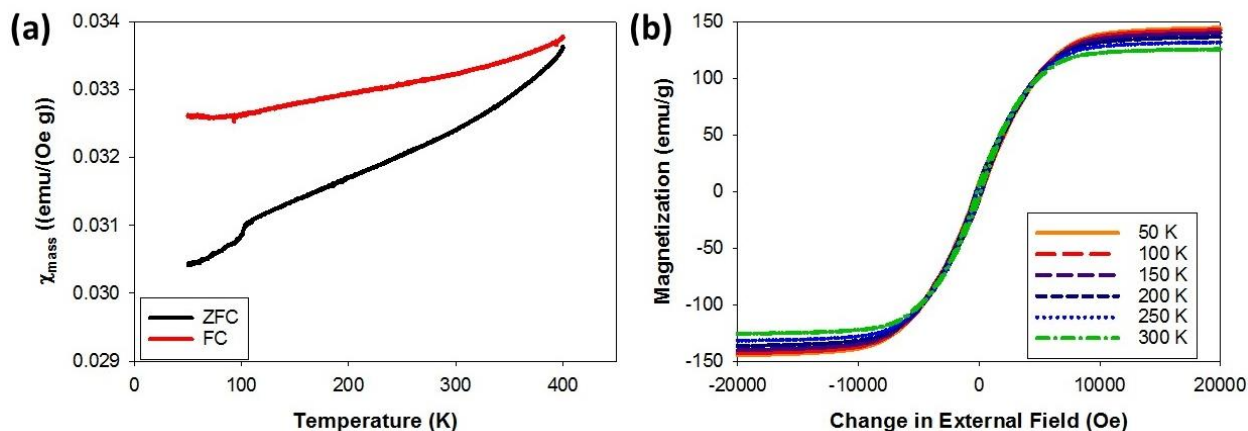 (a)
0.034
0.033
0.032
0.031
0.030
0.029
χmass ((emu/(Oe g))
ZFC
FC
0 100 200 300 400
Temperature (K)
(b)
150
100
50
0
-50
-100
-150
Magnetization (emu/g)
50 K
100 K
150 K
200 K
250 K
300 K
-20000 -10000 0 10000 20000
Change in External Field (Oe)